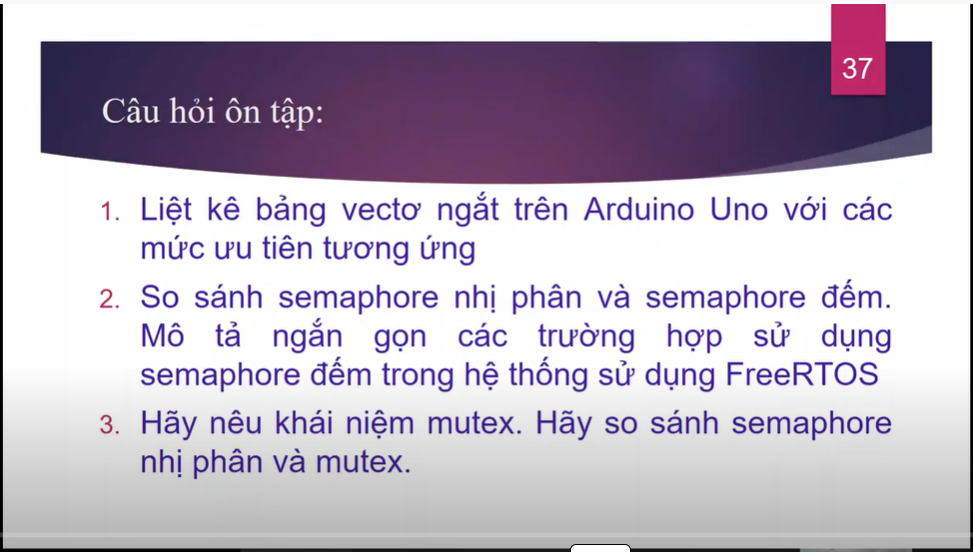 37
Câu hỏi ôn tập:
1. Liệt kê bảng vectơ ngắt trên Arduino Uno với các
mức ưu tiên tương ứng
2. So sánh semaphore nhị phân và semaphore đếm.
Mô tả ngắn gọn các trường hợp sử dụng
semaphore đếm trong hệ thống sử dụng FreeRTOS
3. Hãy nêu khái niệm mutex. Hãy so sánh semaphore
nhị phân và mutex.